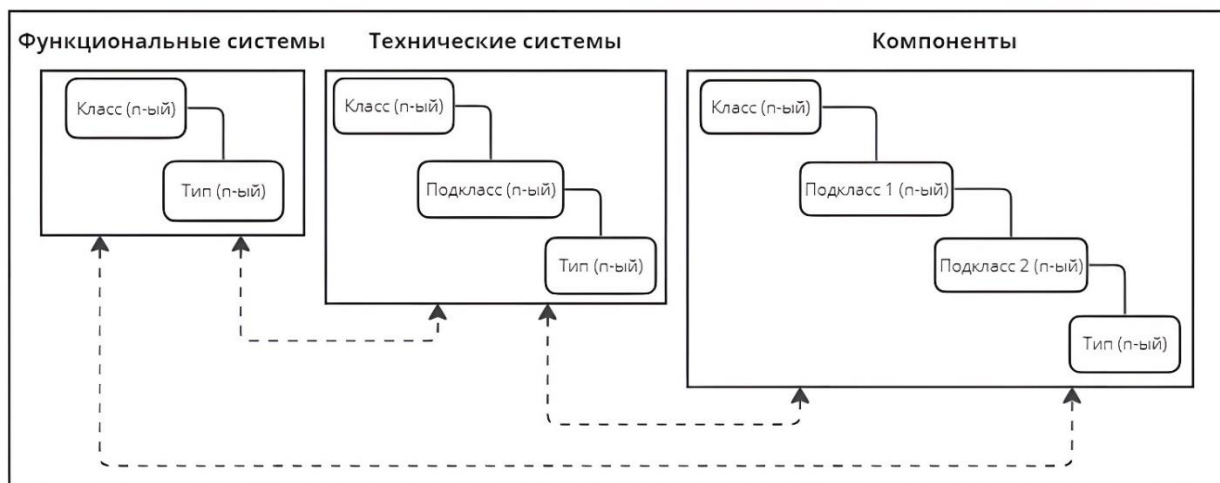 Функциональные системы
Класс (n-ый)
Тип (n-ый)
Технические системы
Класс (n-ый)
Подкласс (n-ый)
Тип (n-ый)
Компоненты
Класс (n-ый)
Подкласс 1 (n-ый)
Подкласс 2 (n-ый)
Тип (n-ый)